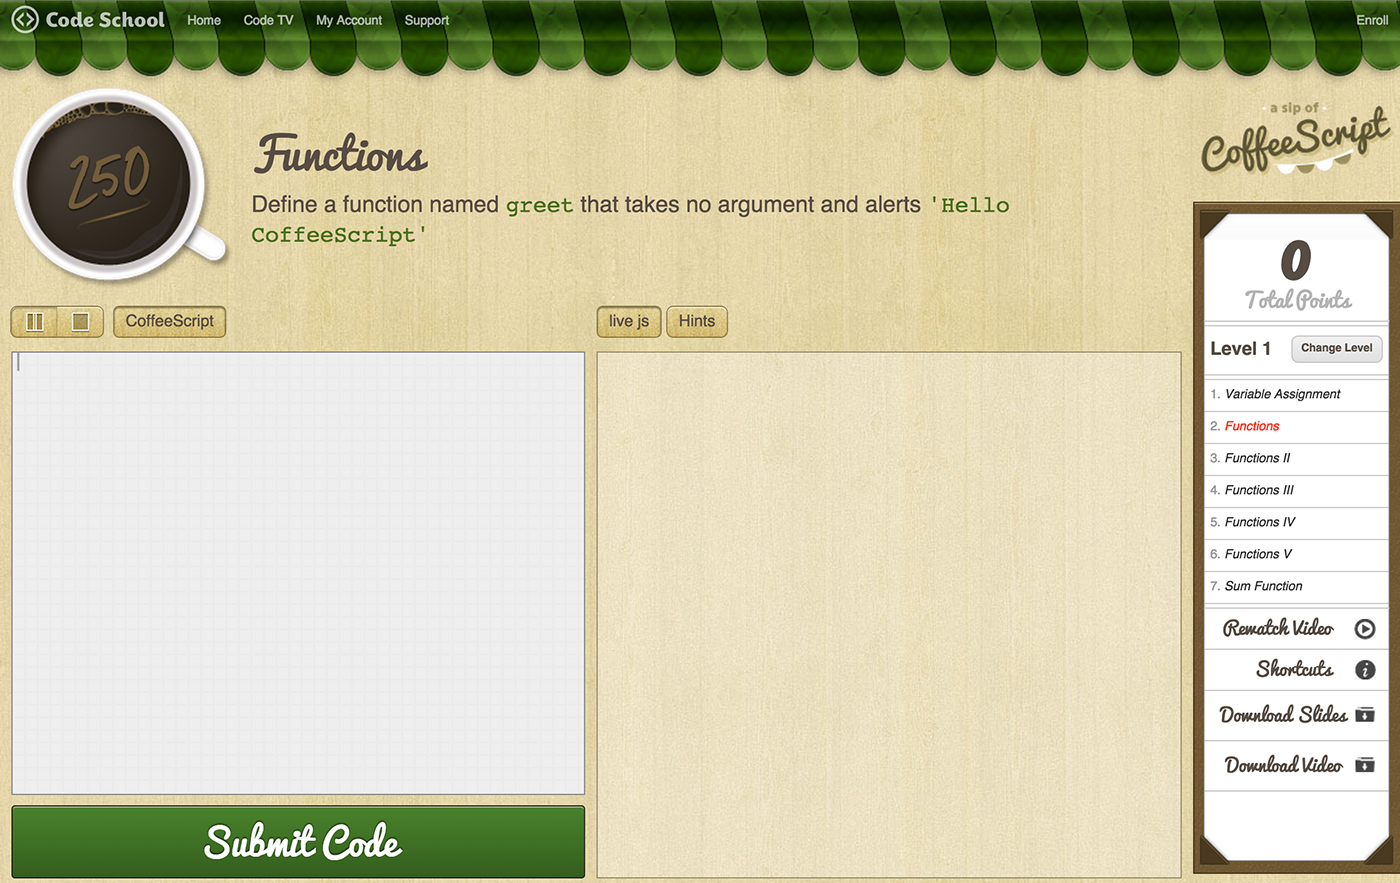 Code School Home Code TV My Account Support Enroll
250
Functions
Define a function named greet that takes no argument and alerts 'Hello
CoffeeScript'
a sip of
CoffeeScript
CoffeeScript
live js Hints
Submit Code
0
Total Points
Level 1 Change Level
1. Variable Assignment
2. Functions
3. Functions II
4. Functions III
5. Functions IV
6. Functions V
7. Sum Function
Rewatch Video
Shortcuts
Download Slides
Download Video